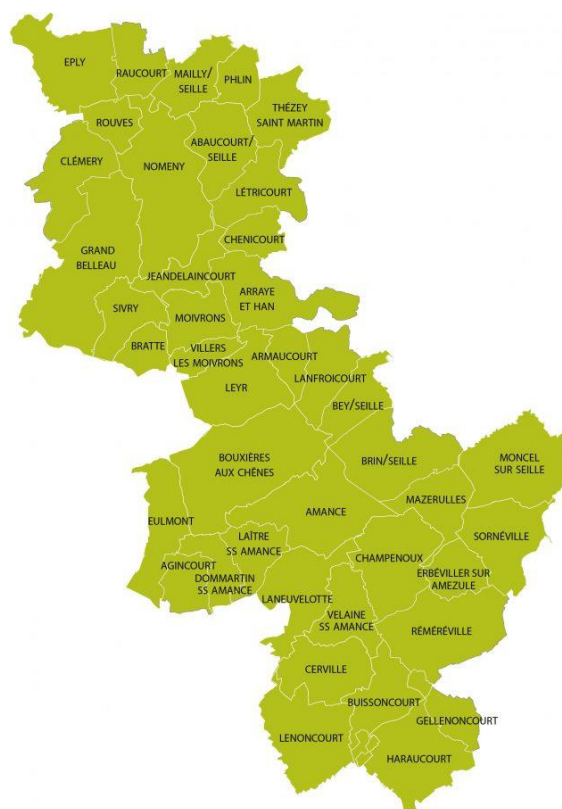 EPLY
RAUCOURT
MAILLY/
SEILLE
PHLIN
THÉZEY
SAINT MARTIN
ROUVES
ABAUCOURT/
SEILLE
CLÉMERY
NOMENY
LÉTRICOURT
CHENICOURT
GRAND
BELLEAU
JEANDELAINCOURT
ARRAYE
ET HAN
SIVRY
MOIVRONS
BRATTE
VILLERS
LES MOIVRONS
ARMAUCOURT
LANFROICOURT
LEYR
BEY/SEILLE
BOUXIÈRES
AUX CHÊNES
BRIN/SEILLE
MONCEL
SUR SEILLE
MAZERULLES
AMANCE
EULMONT
LAÎTRE
SS AMANCE
SORNÉVILLE
CHAMPENOUX
AGINCOURT
DOMMARTIN
SS AMANCE
ERBÉVILLER SUR
AMEZULE
LANEUVELOTTE
VELAINE
SS AMANCE
RÉMÉRÉVILLE
CERVILLE
BUISSONCOURT
GELLENONCOURT
LENONCOURT
HARAUCOURT